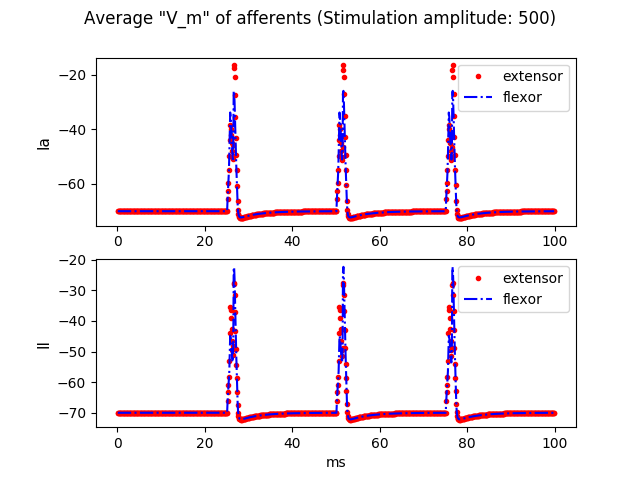 Average "V_m" of afferents (Stimulation amplitude: 500)
Ia
−20
−40
−60
extensor
flexor
0
20
40
60
80
100
II
−20
−30
−40
−50
−60
−70
extensor
flexor
0
20
40
60
80
100
ms